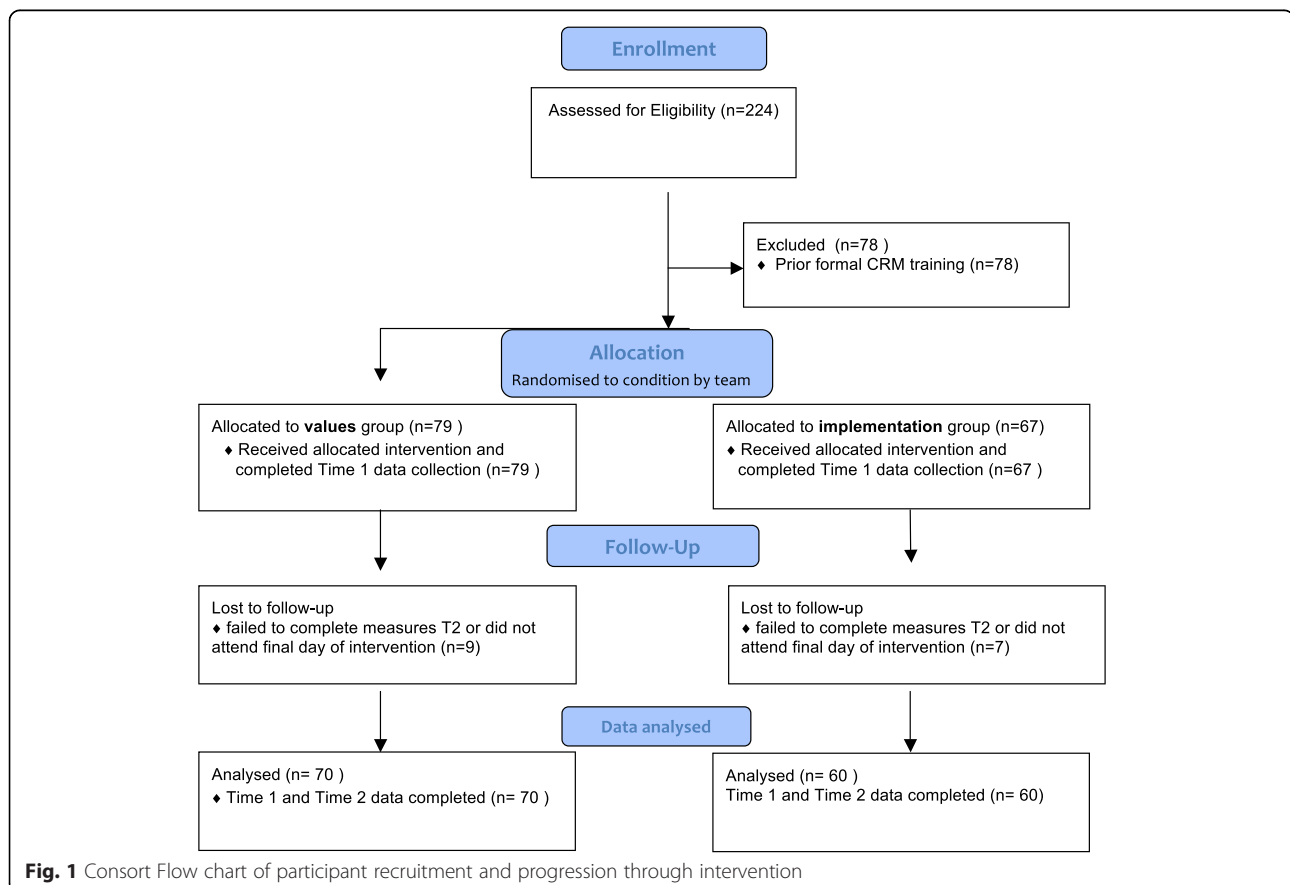 Enrollment
Assessed for Eligibility (n=224)
Excluded (n=78 )
♦ Prior formal CRM training (n=78)
Allocation
Randomised to condition by team
Allocated to values group (n=79 )
♦ Received allocated intervention and
completed Time 1 data collection (n=79 )
Allocated to implementation group (n=67)
♦ Received allocated intervention and
completed Time 1 data collection (n=67 )
Follow-Up
Lost to follow-up
♦ failed to complete measures T2 or did not
attend final day of intervention (n=9)
Lost to follow-up
♦ failed to complete measures T2 or did not
attend final day of intervention (n=7)
Data analysed
Analysed (n= 70 )
♦ Time 1 and Time 2 data completed (n= 70 )
Analysed (n= 60 )
Time 1 and Time 2 data completed (n= 60)
Fig. 1 Consort Flow chart of participant recruitment and progression through intervention